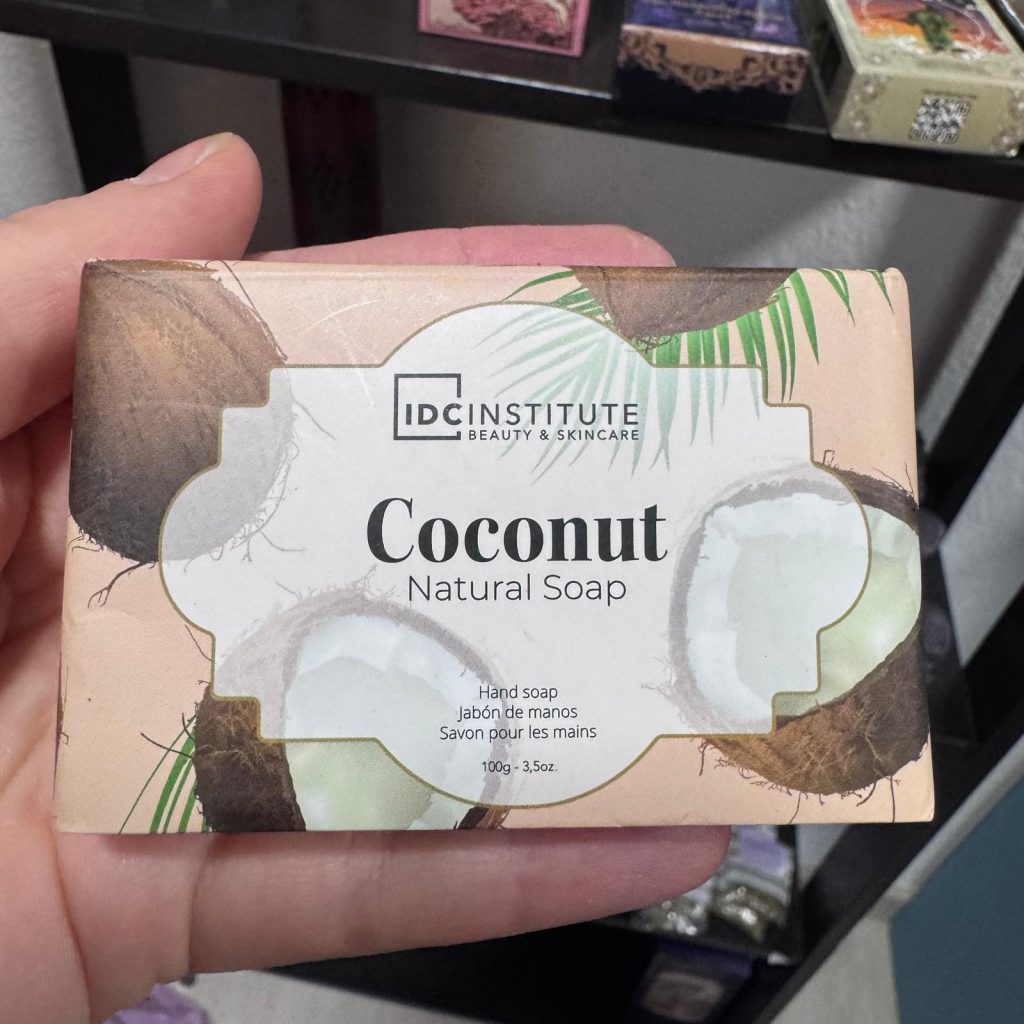 IDCINSTITUTE
BEAUTY & SKINCARE
Coconut
Natural Soap
Hand soap
Jabón de manos
Savon pour les mains
100g - 3,5oz.